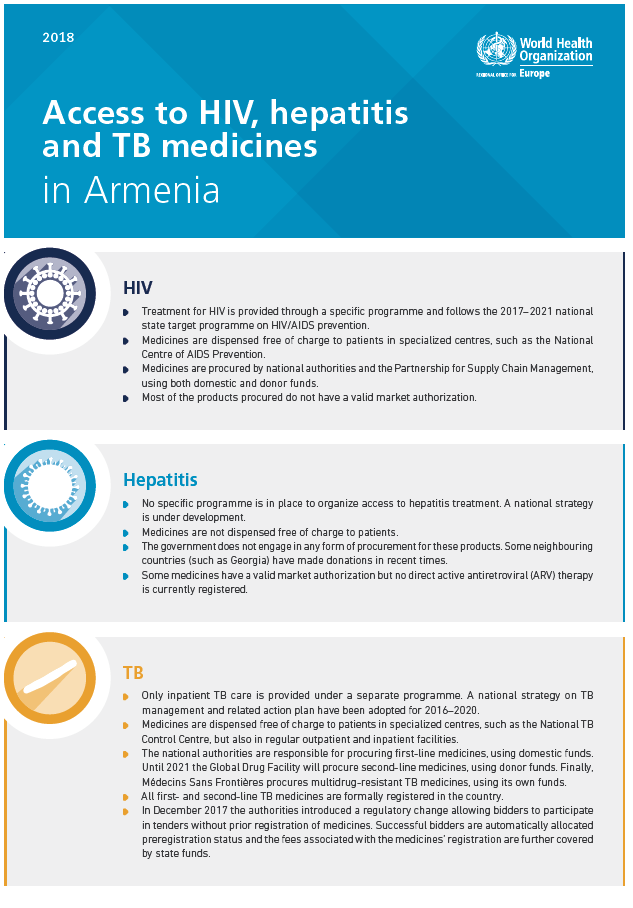 2018
World Health
Organization
REGIONAL OFFICE FOR Europe
Access to HIV, hepatitis
and TB medicines
in Armenia
HIV
Treatment for HIV is provided through a specific programme and follows the 2017–2021 national
state target programme on HIV/AIDS prevention.
Medicines are dispensed free of charge to patients in specialized centres, such as the National
Centre of AIDS Prevention.
Medicines are procured by national authorities and the Partnership for Supply Chain Management,
using both domestic and donor funds.
Most of the products procured do not have a valid market authorization.
Hepatitis
No specific programme is in place to organize access to hepatitis treatment. A national strategy
is under development.
Medicines are not dispensed free of charge to patients.
The government does not engage in any form of procurement for these products. Some neighbouring
countries (such as Georgia) have made donations in recent times.
Some medicines have a valid market authorization but no direct active antiretroviral (ARV) therapy
is currently registered.
TB
Only inpatient TB care is provided under a separate programme. A national strategy on TB
management and related action plan have been adopted for 2016–2020.
Medicines are dispensed free of charge to patients in specialized centres, such as the National TB
Control Centre, but also in regular outpatient and inpatient facilities.
The national authorities are responsible for procuring first-line medicines, using domestic funds.
Until 2021 the Global Drug Facility will procure second-line medicines, using donor funds. Finally,
Médecins Sans Frontières procures multidrug-resistant TB medicines, using its own funds.
All first- and second-line TB medicines are formally registered in the country.
In December 2017 the authorities introduced a regulatory change allowing bidders to participate
in tenders without prior registration of medicines. Successful bidders are automatically allocated
preregistration status and the fees associated with the medicines' registration are further covered
by state funds.